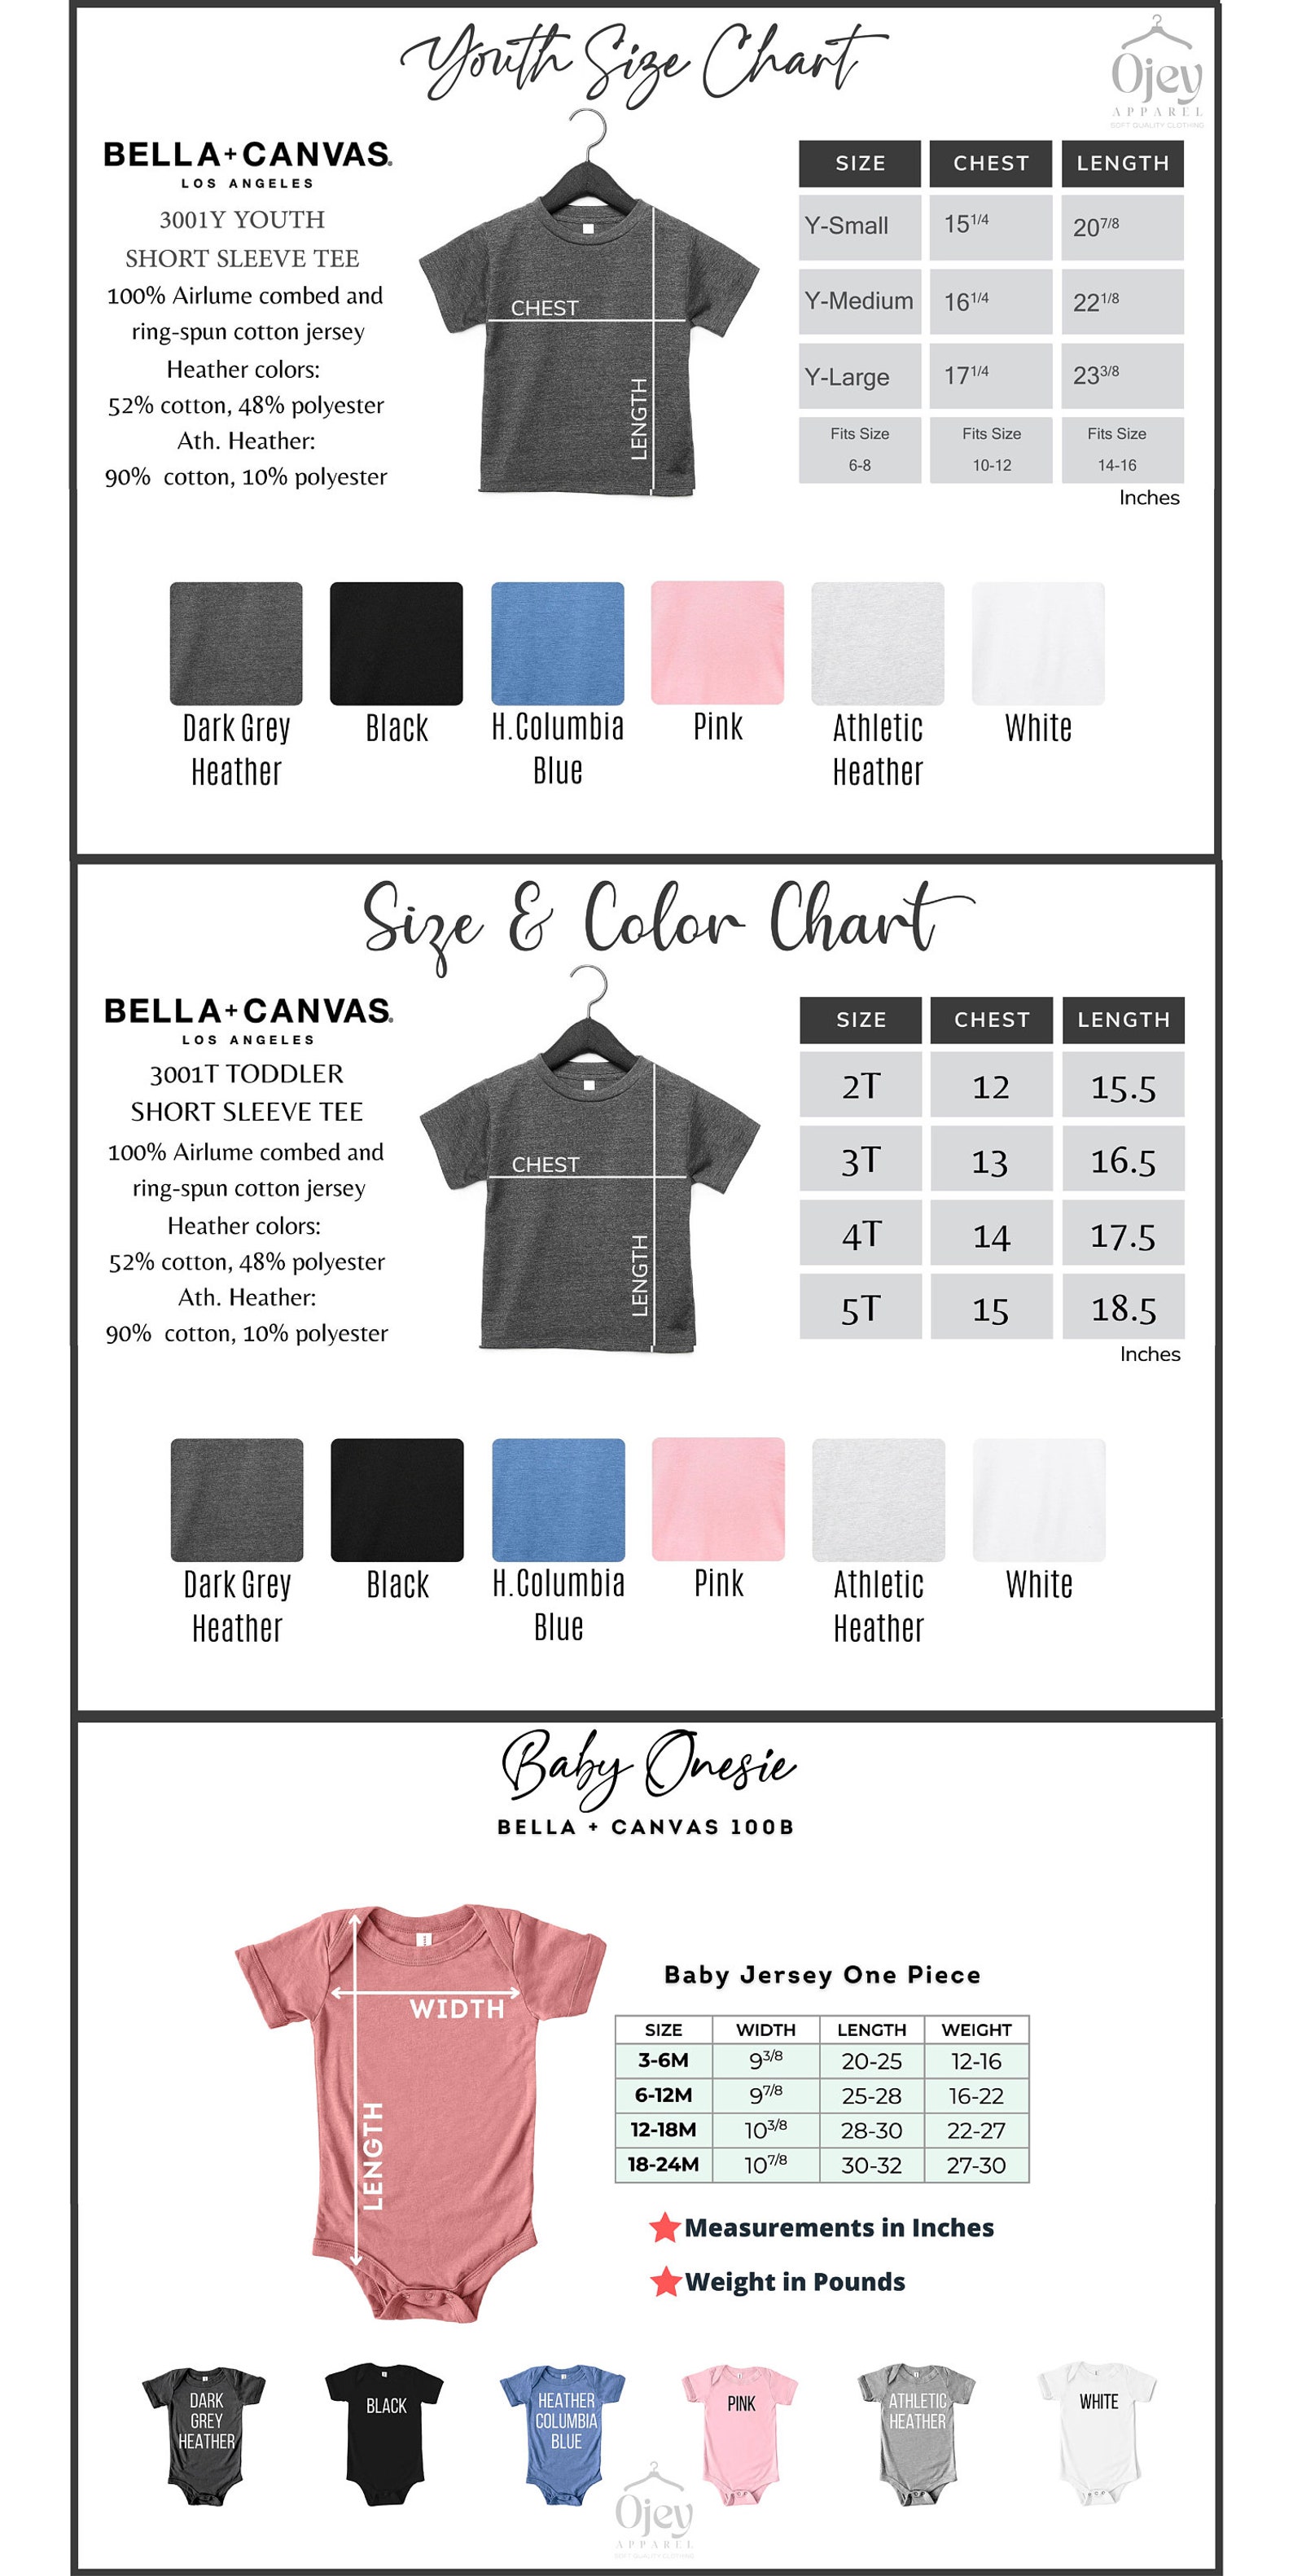 Youth Size Chart
Ojey
APPAREL
SOFT QUALITY CLOTHING
BELLA+CANVAS.
LOS ANGELES
3001Y YOUTH
SHORT SLEEVE TEE
100% Airlume combed and
ring-spun cotton jersey
Heather colors:
52% cotton, 48% polyester
Ath. Heather:
90% cotton, 10% polyester
CHEST
LENGTH
SIZE CHEST LENGTH
Y-Small 15 1/4 20 7/8
Y-Medium 16 1/4 22 1/8
Y-Large 17 1/4 23 3/8
Fits Size Fits Size Fits Size
6-8 10-12 14-16
Inches
Dark Grey Black H.Columbia Pink Athletic White
Heather Blue Heather
Size & Color Chart
BELLA+CANVAS.
LOS ANGELES
3001T TODDLER
SHORT SLEEVE TEE
100% Airlume combed and
ring-spun cotton jersey
Heather colors:
52% cotton, 48% polyester
Ath. Heather:
90% cotton, 10% polyester
CHEST
LENGTH
SIZE CHEST LENGTH
2T 12 15.5
3T 13 16.5
4T 14 17.5
5T 15 18.5
Inches
Dark Grey Black H.Columbia Pink Athletic White
Heather Blue Heather
Baby Onesie
BELLA + CANVAS 100B
WIDTH
LENGTH
Baby Jersey One Piece
SIZE WIDTH LENGTH WEIGHT
3-6M 9 3/8 20-25 12-16
6-12M 9 7/8 25-28 16-22
12-18M 10 3/8 28-30 22-27
18-24M 10 7/8 30-32 27-30
Measurements in Inches
Weight in Pounds
DARK
GREY
HEATHER
BLACK
HEATHER
COLUMBIA
BLUE
PINK
ATHLETIC
HEATHER
WHITE
Ojey
APPAREL
SOFT QUALITY CLOTHING